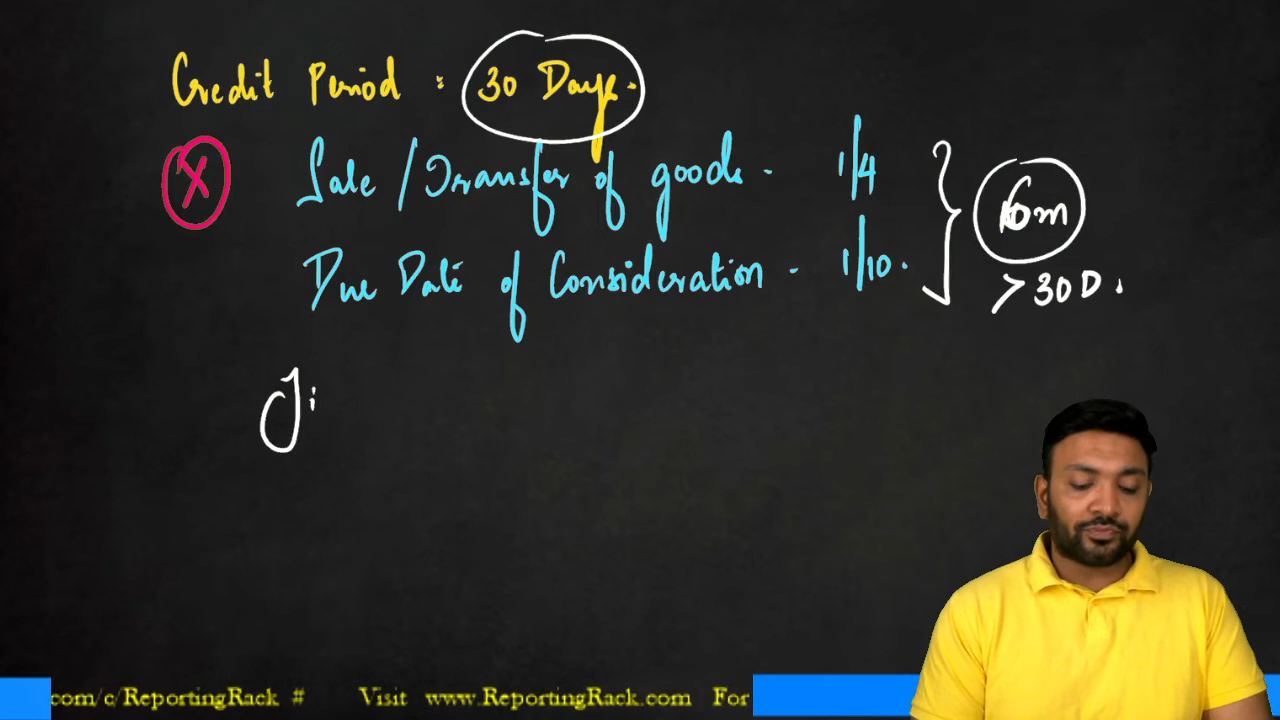 Credit Period : 30 Days.
X
Sale / Transfer of goods - 1/4
Due Date of Consideration - 1/10.
6m
> 30 D.
.com/c/ReportingRack # Visit www.ReportingRack.com For